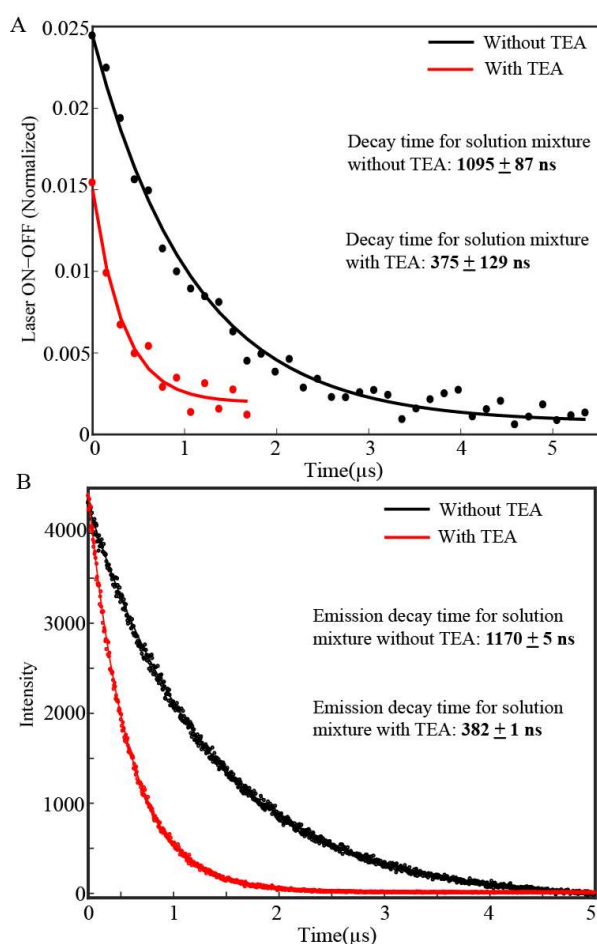 A
Laser ON–OFF (Normalized)
0.025
0.02
0.015
0.01
0.005
0
Without TEA
With TEA
Decay time for solution mixture
without TEA: 1095 ± 87 ns
Decay time for solution mixture
with TEA: 375 ± 129 ns
0 1 2 3 4 5
Time(µs)
B
Intensity
4000
3000
2000
1000
0
Without TEA
With TEA
Emission decay time for solution
mixture without TEA: 1170 ± 5 ns
Emission decay time for solution
mixture with TEA: 382 ± 1 ns
0 1 2 3 4 5
Time(µs)